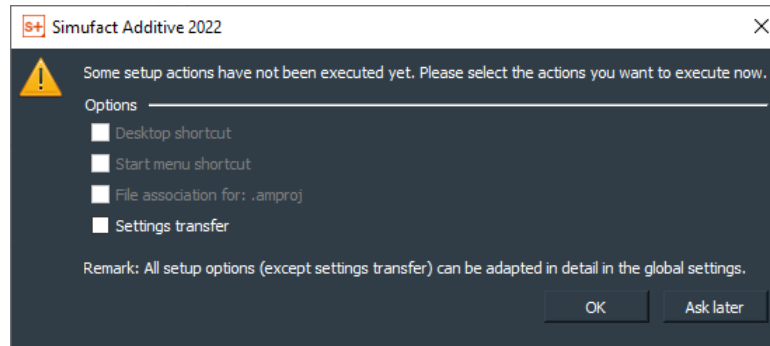 S+ Simufact Additive 2022
Some setup actions have not been executed yet. Please select the actions you want to execute now.
Options
Desktop shortcut
Start menu shortcut
File association for: .amproj
Settings transfer
Remark: All setup options (except settings transfer) can be adapted in detail in the global settings.
OK Ask later